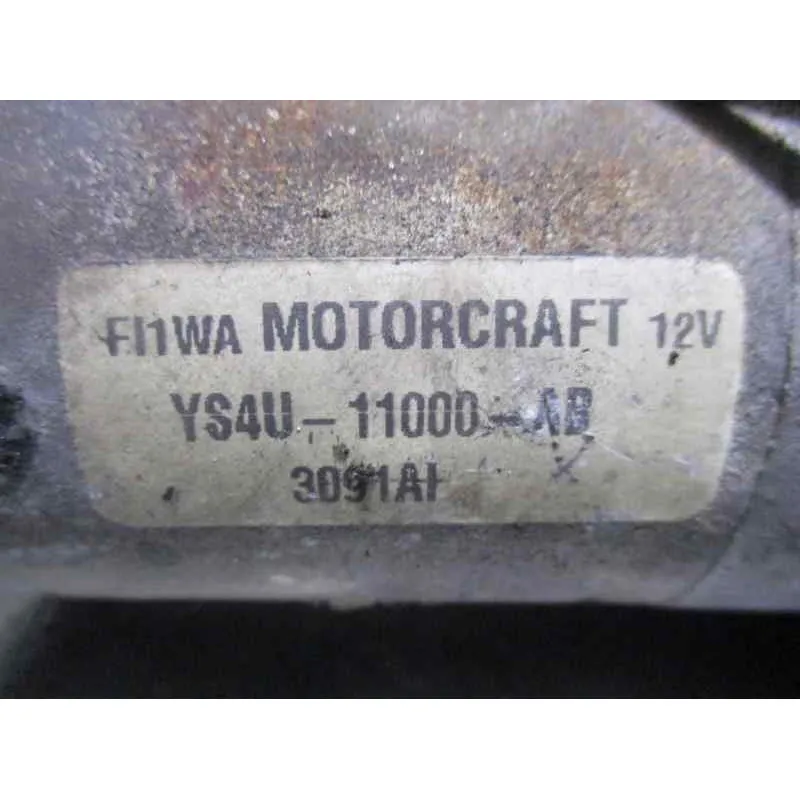 FI1WA MOTORCRAFT 12V
YS4U-11000-AB
3091AI